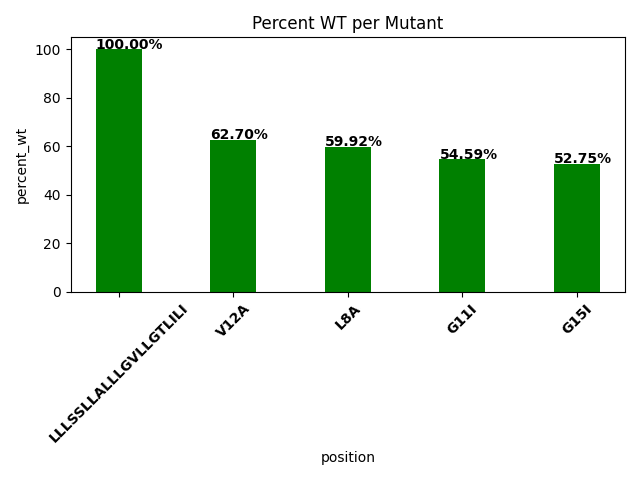 Percent WT per Mutant
percent_wt
100
80
60
40
20
0
100.00%
62.70%
59.92%
54.59%
52.75%
LLLSSLLALLLGVLLGTLILI
V12A
L8A
G11I
G15I
position